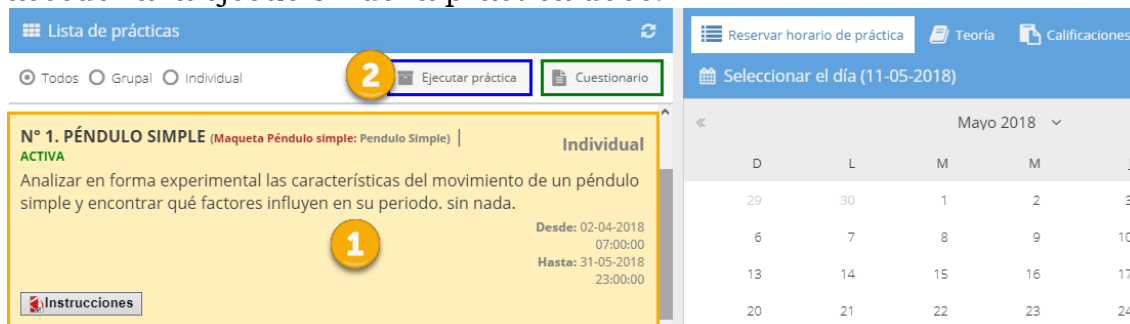 Lista de prácticas
Todos Grupal Individual
2
Ejecutar práctica
Cuestionario
N° 1. PÉNDULO SIMPLE (Maqueta Péndulo simple: Pendulo Simple) |
ACTIVA
Individual
Analizar en forma experimental las características del movimiento de un péndulo
simple y encontrar qué factores influyen en su periodo. sin nada.
1
Desde: 02-04-2018
07:00:00
Hasta: 31-05-2018
23:00:00
Instrucciones
Reservar horario de práctica
Teoría
Calificaciones
Seleccionar el día (11-05-2018)
« Mayo 2018
D L M M
29 30 1 2 3
6 7 8 9 10
13 14 15 16 17
20 21 22 23 24